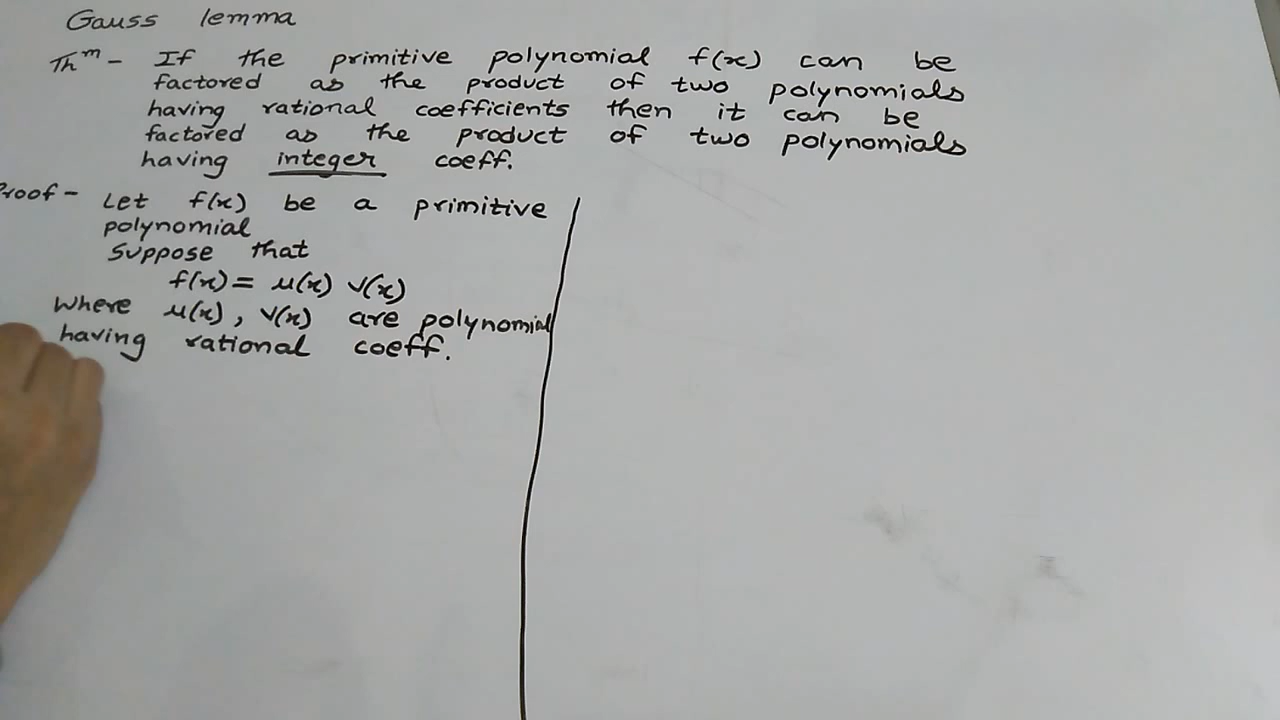 Gauss lemma
Thm - If the primitive polynomial f(x) can be
factored as the product of two polynomials
having rational coefficients then it can be
factored as the product of two polynomials
having integer coeff.
Proof - Let f(x) be a primitive
polynomial
Suppose that
f(x) = u(x) v(x)
Where u(x), v(x) are polynomial
having rational coeff.